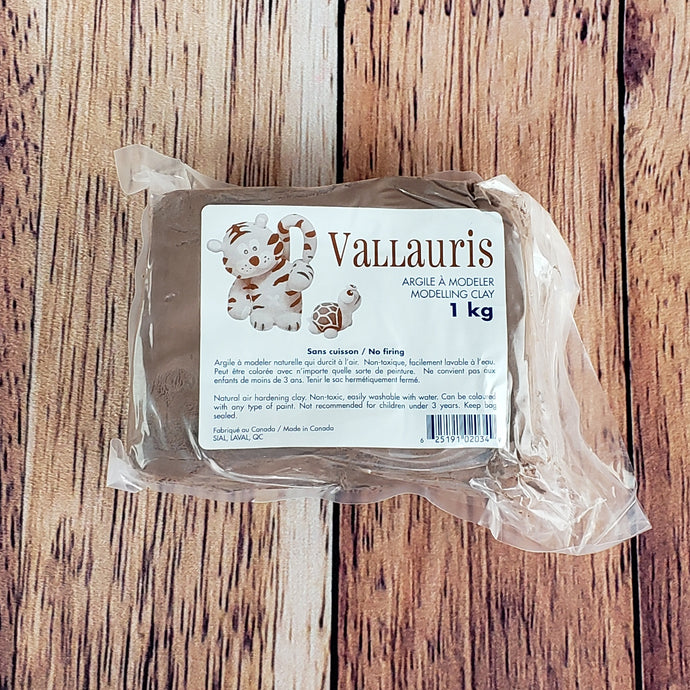 Vallauris
ARGILE À MODELER
MODELLING CLAY
1 kg
Sans cuisson / No firing
Argile à modeler naturelle qui durcit à l'air. Non-toxique, facilement lavable à l'eau.
Peut être colorée avec n'importe quelle sorte de peinture. Ne convient pas aux
enfants de moins de 3 ans. Tenir le sac hermétiquement fermé.
Natural air hardening clay. Non-toxic, easily washable with water. Can be coloured
with any type of paint. Not recommended for children under 3 years. Keep bag
sealed.
Fabriqué au Canada / Made in Canada
SIAL, LAVAL, QC
6 25191 02034